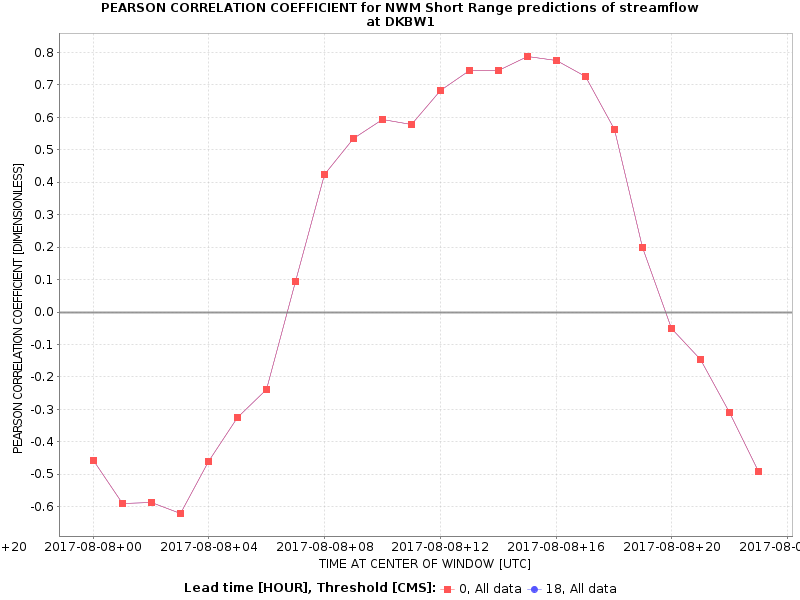 PEARSON CORRELATION COEFFICIENT for NWM Short Range predictions of streamflow
at DKBW1
PEARSON CORRELATION COEFFICIENT [DIMENSIONLESS]
0.8
0.7
0.6
0.5
0.4
0.3
0.2
0.1
0.0
-0.1
-0.2
-0.3
-0.4
-0.5
-0.6
+20 2017-08-08+00 2017-08-08+04 2017-08-08+08 2017-08-08+12 2017-08-08+16 2017-08-08+20 2017-08-0
TIME AT CENTER OF WINDOW [UTC]
Lead time [HOUR], Threshold [CMS]: 0, All data 18, All data